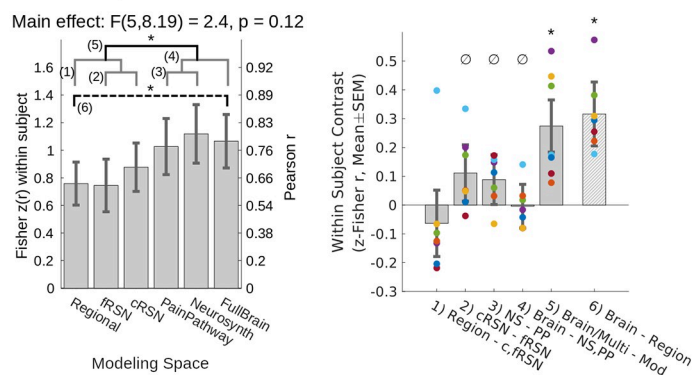 Main effect: F(5,8.19) = 2.4, p = 0.12
Fisher z(r) within subject
1.6
1.4
1.2
1
0.8
0.6
0.4
0.2
0
(1)
(2)
(3)
(4)
(5)
(6)
*
*
0.92
0.89
0.83
0.76
0.66
0.54
0.38
0.2
0
Pearson r
Regional
fRSN
cRSN
PainPathway
Neurosynth
FullBrain
Modeling Space
Within Subject Contrast
(z-Fisher r, Mean±SEM)
0.5
0.4
0.3
0.2
0.1
0
-0.1
-0.2
-0.3
∅
∅
∅
*
*
1) Region - c,fRSN
2) cRSN - fRSN
3) NS - PP
4) Brain - NS,PP
5) Brain/Multi - Mod
6) Brain - Region